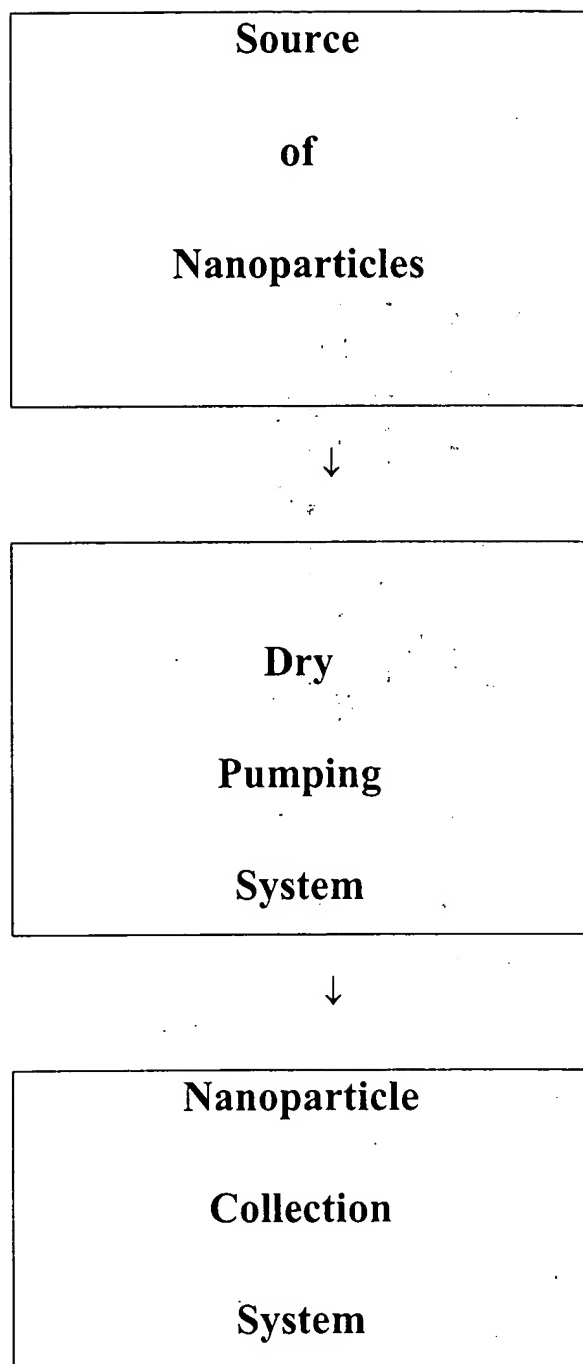 Source
of
Nanoparticles
↓
Dry
Pumping
System
↓
Nanoparticle
Collection
System